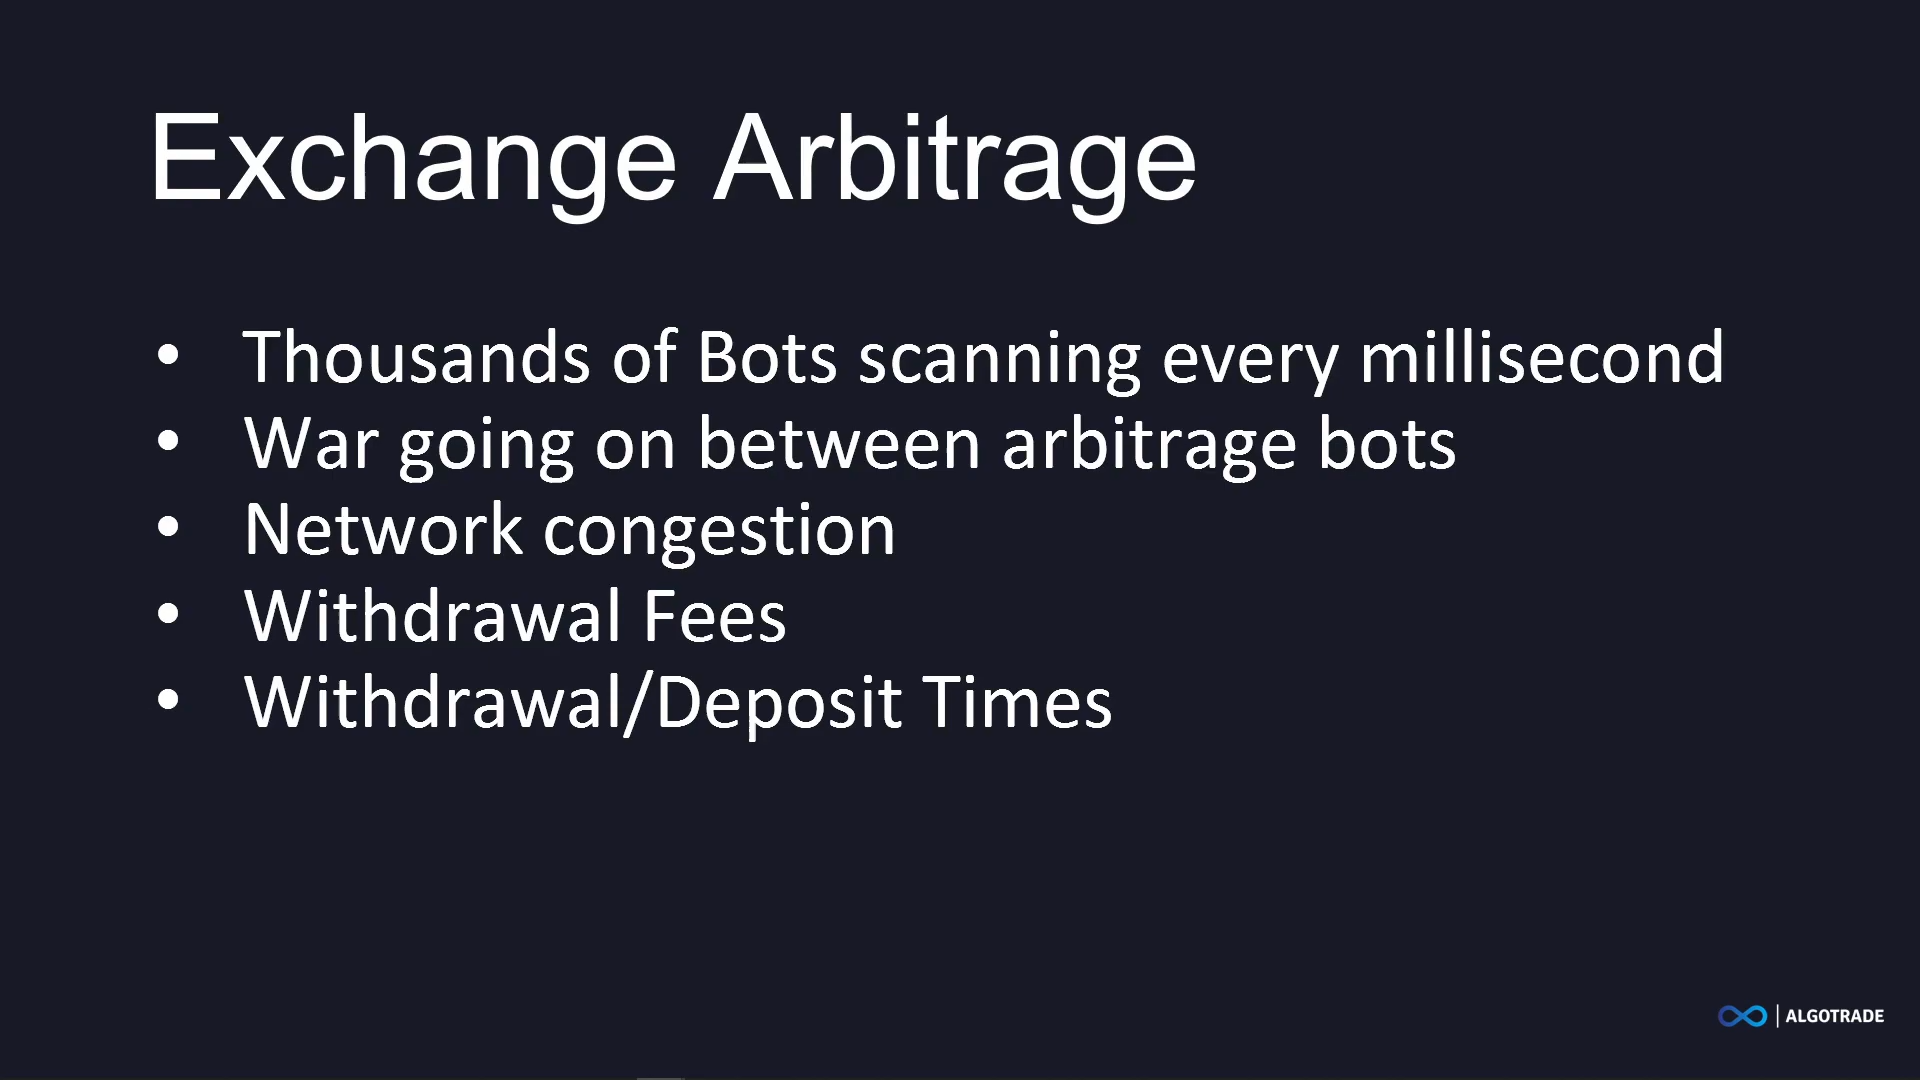 Exchange Arbitrage
• Thousands of Bots scanning every millisecond
• War going on between arbitrage bots
• Network congestion
• Withdrawal Fees
• Withdrawal/Deposit Times
ALGOTRADE